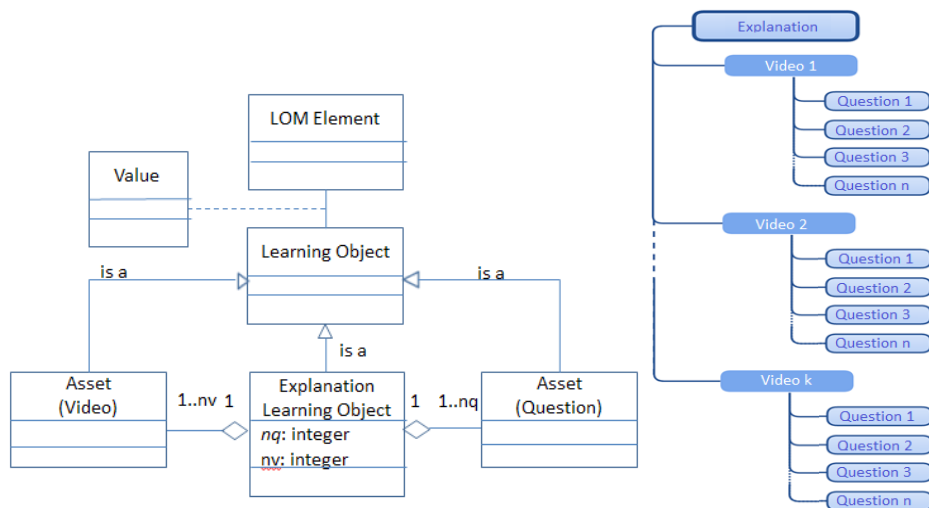 LOM Element
Value
Learning Object
is a
is a
is a
Asset
(Video)
1..nv
1
Explanation
Learning Object
nq: integer
nv: integer
1
1..nq
Asset
(Question)
Explanation
Video 1
Question 1
Question 2
Question 3
Question n
Video 2
Question 1
Question 2
Question 3
Question n
Video k
Question 1
Question 2
Question 3
Question n